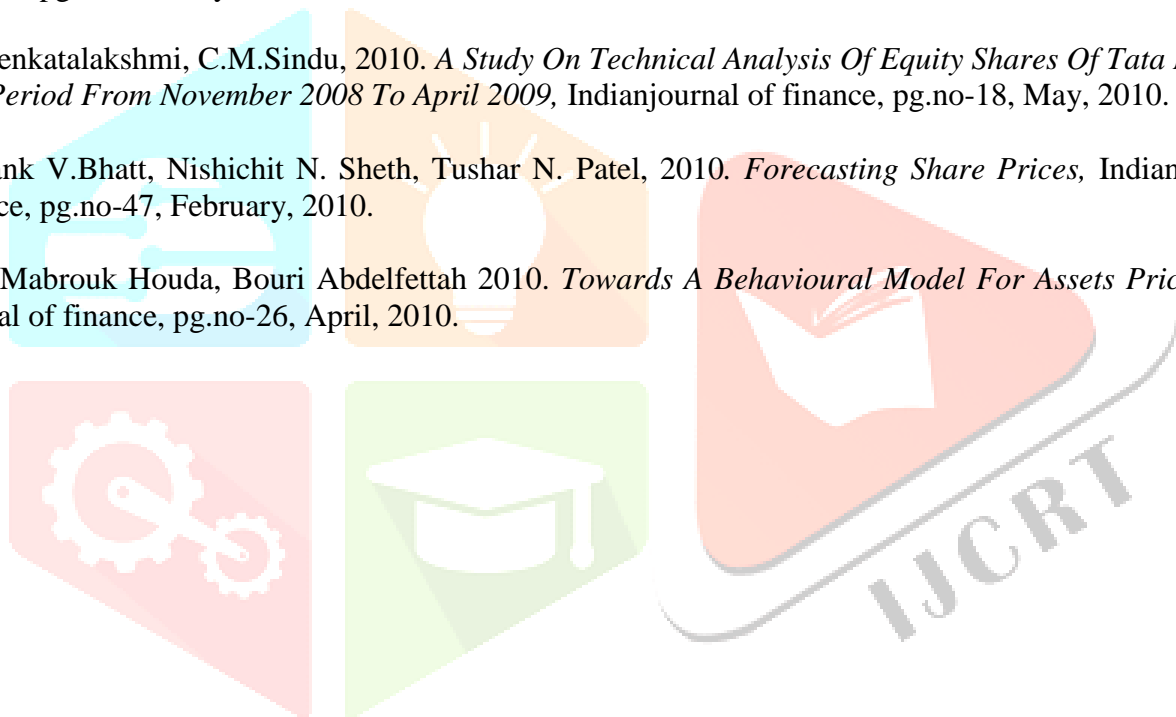 enkatalakshmi, C.M.Sindu, 2010. A Study On Technical Analysis Of Equity Shares Of Tata
Period From November 2008 To April 2009, Indianjournal of finance, pg.no-18, May, 2010.
ank V.Bhatt, Nishichit N. Sheth, Tushar N. Patel, 2010. Forecasting Share Prices, Indian
ce, pg.no-47, February, 2010.
Mabrouk Houda, Bouri Abdelfettah 2010. Towards A Behavioural Model For Assets Pric
al of finance, pg.no-26, April, 2010.
IJCRT